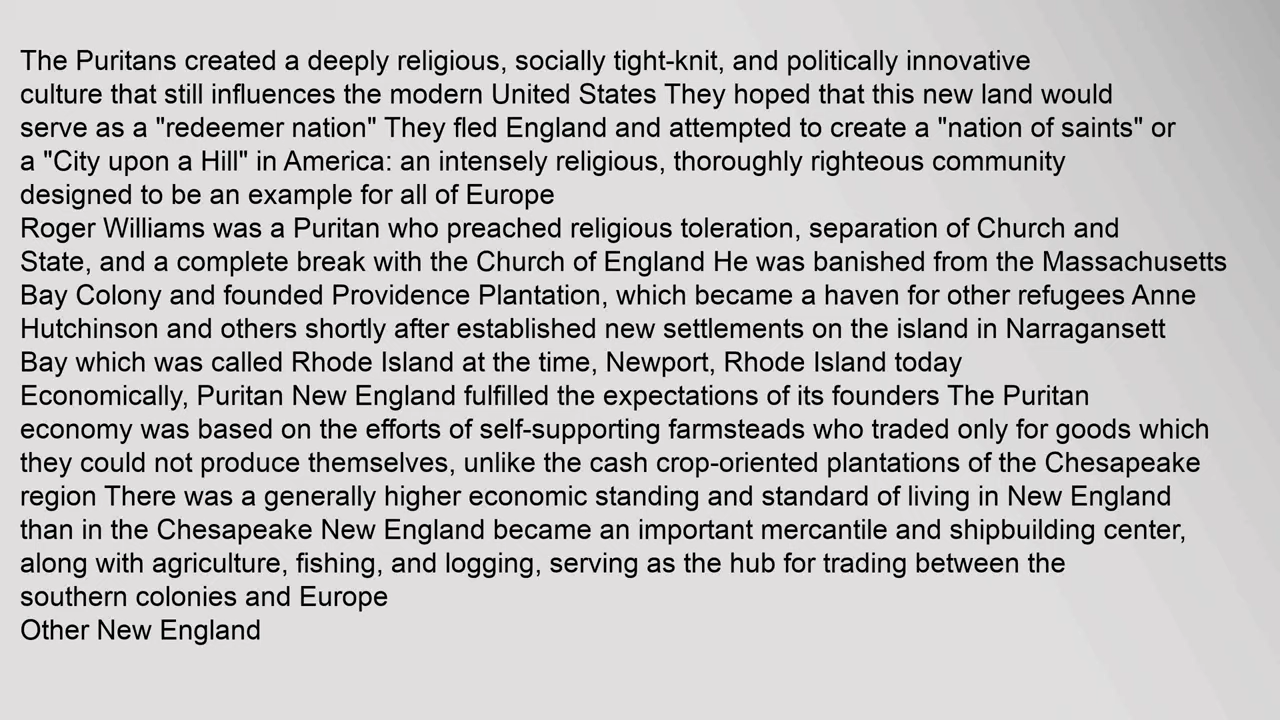 The Puritans created a deeply religious, socially tight-knit, and politically innovative
culture that still influences the modern United States They hoped that this new land would
serve as a "redeemer nation" They fled England and attempted to create a "nation of saints" or
a "City upon a Hill" in America: an intensely religious, thoroughly righteous community
designed to be an example for all of Europe
Roger Williams was a Puritan who preached religious toleration, separation of Church and
State, and a complete break with the Church of England He was banished from the Massachusetts
Bay Colony and founded Providence Plantation, which became a haven for other refugees Anne
Hutchinson and others shortly after established new settlements on the island in Narragansett
Bay which was called Rhode Island at the time, Newport, Rhode Island today
Economically, Puritan New England fulfilled the expectations of its founders The Puritan
economy was based on the efforts of self-supporting farmsteads who traded only for goods which
they could not produce themselves, unlike the cash crop-oriented plantations of the Chesapeake
region There was a generally higher economic standing and standard of living in New England
than in the Chesapeake New England became an important mercantile and shipbuilding center,
along with agriculture, fishing, and logging, serving as the hub for trading between the
southern colonies and Europe
Other New England